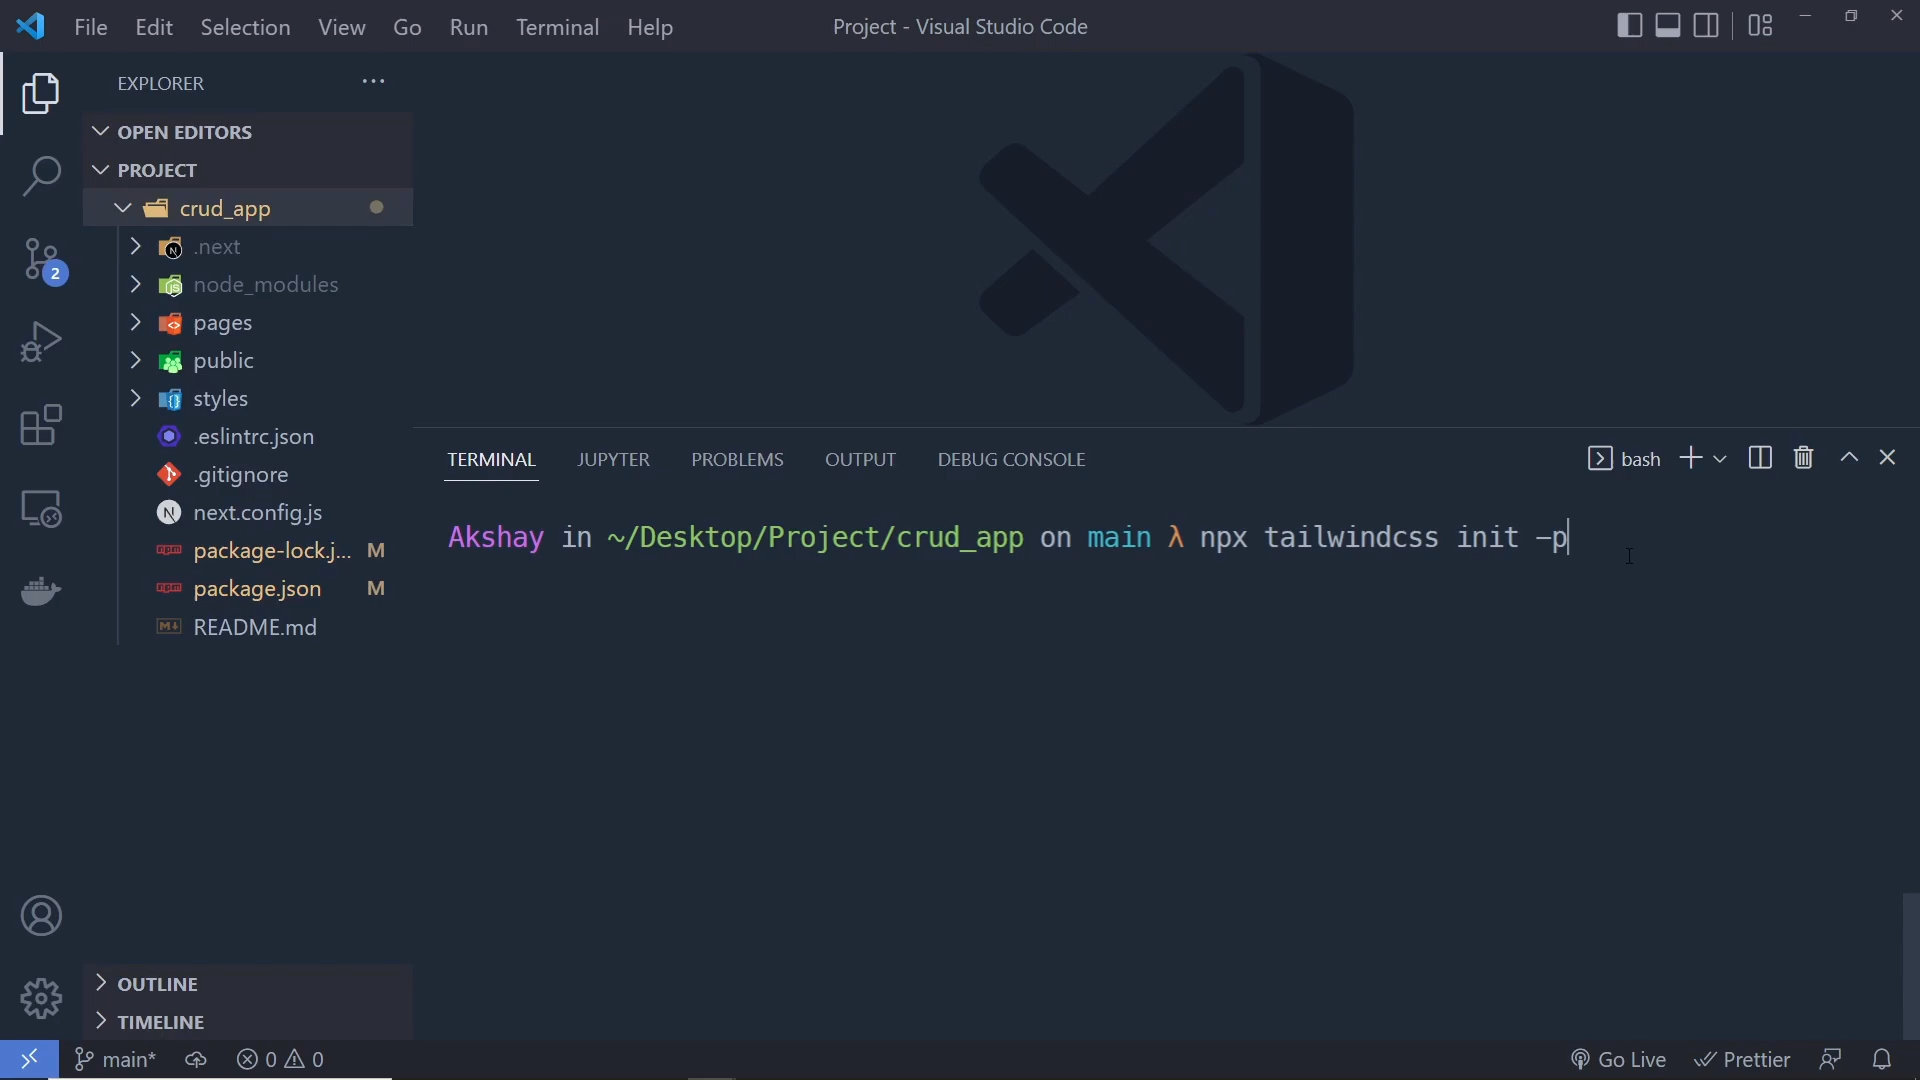 File Edit Selection View Go Run Terminal Help
Project - Visual Studio Code
EXPLORER
OPEN EDITORS
PROJECT
crud_app
.next
node_modules
pages
public
styles
.eslintrc.json
.gitignore
next.config.js
package-lock.j... M
package.json M
README.md
OUTLINE
TIMELINE
2
TERMINAL JUPYTER PROBLEMS OUTPUT DEBUG CONSOLE
bash
Akshay in ~/Desktop/Project/crud_app on main λ npx tailwindcss init -p
main* 0 0
Go Live Prettier